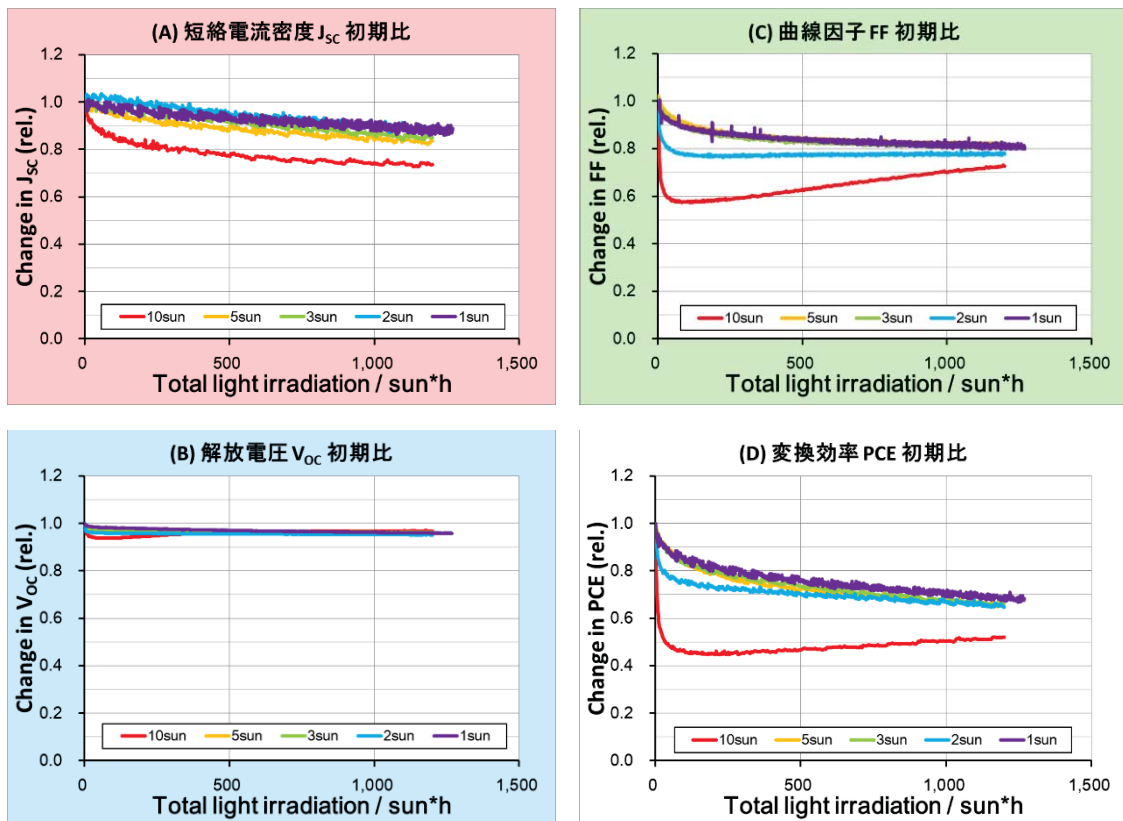 (A) 短絡電流密度 JSC 初期比
Change in JSC (rel.)
1.2
1.0
0.8
0.6
0.4
0.2
0.0
10sun 5sun 3sun 2sun 1sun
0 500 1,000 1,500
Total light irradiation / sun*h
(C) 曲線因子 FF 初期比
Change in FF (rel.)
1.2
1.0
0.8
0.6
0.4
0.2
0.0
10sun 5sun 3sun 2sun 1sun
0 500 1,000 1,500
Total light irradiation / sun*h
(B) 解放電圧 VOC 初期比
Change in VOC (rel.)
1.2
1.0
0.8
0.6
0.4
0.2
0.0
10sun 5sun 3sun 2sun 1sun
0 500 1,000 1,500
Total light irradiation / sun*h
(D) 変換効率 PCE 初期比
Change in PCE (rel.)
1.2
1.0
0.8
0.6
0.4
0.2
0.0
10sun 5sun 3sun 2sun 1sun
0 500 1,000 1,500
Total light irradiation / sun*h